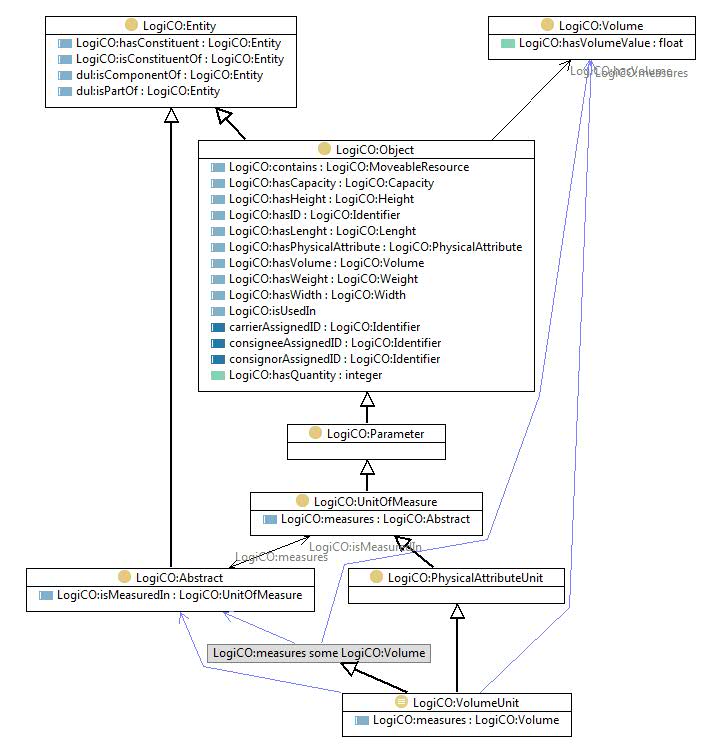 LogiCO:Entity
LogiCO:hasConstituent : LogiCO:Entity
LogiCO:isConstituentOf : LogiCO:Entity
dul:isComponentOf : LogiCO:Entity
dul:isPartOf : LogiCO:Entity
LogiCO:Volume
LogiCO:hasVolumeValue : float
LogiCO:hasVolume
LogiCO:measures
LogiCO:Object
LogiCO:contains : LogiCO:MoveableResource
LogiCO:hasCapacity : LogiCO:Capacity
LogiCO:hasHeight : LogiCO:Height
LogiCO:hasID : LogiCO:Identifier
LogiCO:hasLenght : LogiCO:Lenght
LogiCO:hasPhysicalAttribute : LogiCO:PhysicalAttribute
LogiCO:hasVolume : LogiCO:Volume
LogiCO:hasWeight : LogiCO:Weight
LogiCO:hasWidth : LogiCO:Width
LogiCO:isUsedIn
carrierAssignedID : LogiCO:Identifier
consigneeAssignedID : LogiCO:Identifier
consignorAssignedID : LogiCO:Identifier
LogiCO:hasQuantity : integer
LogiCO:Parameter
LogiCO:UnitOfMeasure
LogiCO:measures : LogiCO:Abstract
LogiCO:isMeasuredIn
LogiCO:measures
LogiCO:Abstract
LogiCO:isMeasuredIn : LogiCO:UnitOfMeasure
LogiCO:PhysicalAttributeUnit
LogiCO:measures some LogiCO:Volume
LogiCO:VolumeUnit
LogiCO:measures : LogiCO:Volume